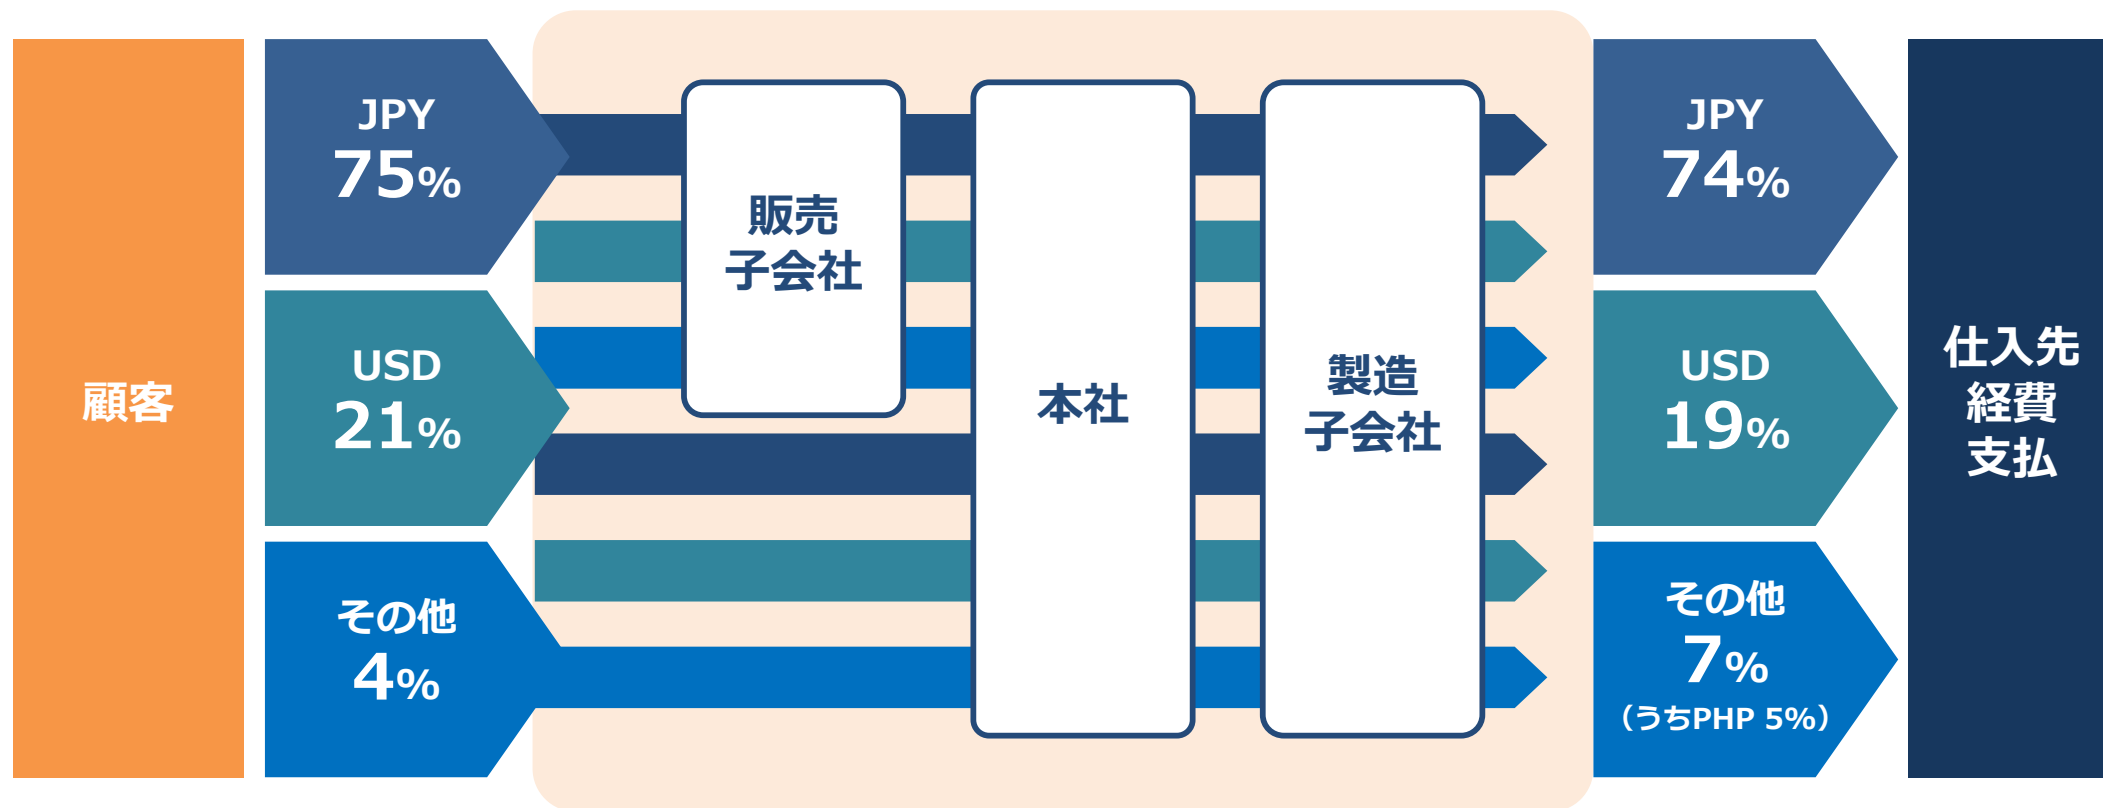 顧客
JPY
75%
USD
21%
その他
4%
販売
子会社
本社
製造
子会社
JPY
74%
USD
19%
その他
7%
（うちPHP 5%）
仕入先
経費
支払